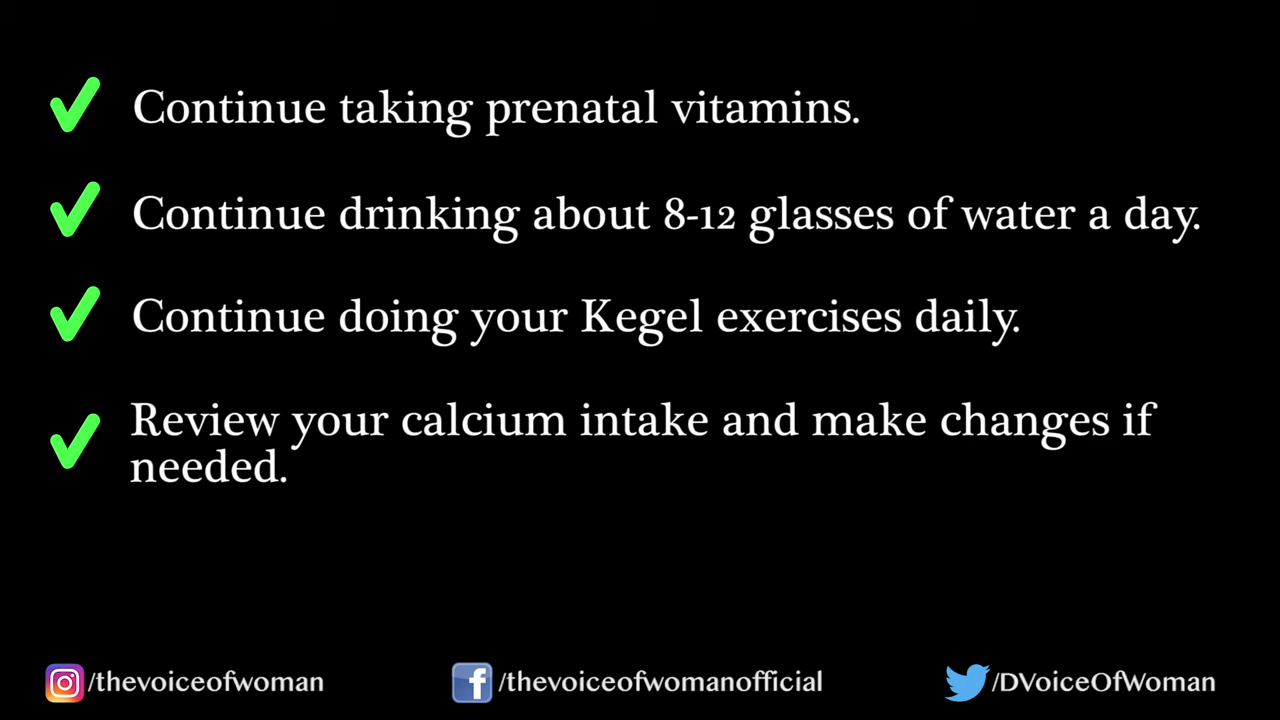 Continue taking prenatal vitamins.
Continue drinking about 8-12 glasses of water a day.
Continue doing your Kegel exercises daily.
Review your calcium intake and make changes if
needed.
/thevoiceofwoman
/thevoiceofwomanofficial
/DVoiceOfWoman